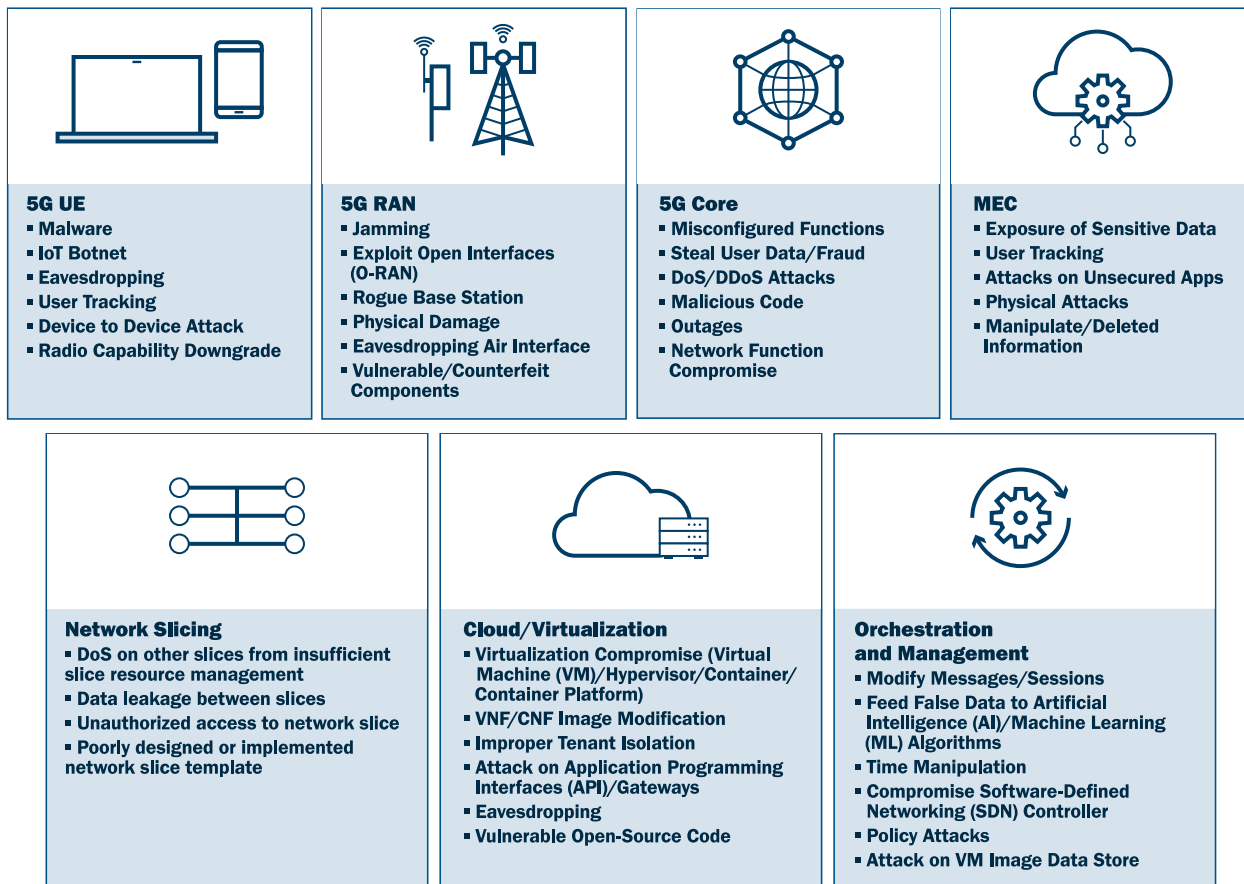 5G UE
▪ Malware
▪ IoT Botnet
▪ Eavesdropping
▪ User Tracking
▪ Device to Device Attack
▪ Radio Capability Downgrade
5G RAN
▪ Jamming
▪ Exploit Open Interfaces
(O-RAN)
▪ Rogue Base Station
▪ Physical Damage
▪ Eavesdropping Air Interface
▪ Vulnerable/Counterfeit
Components
5G Core
▪ Misconfigured Functions
▪ Steal User Data/Fraud
▪ DoS/DDoS Attacks
▪ Malicious Code
▪ Outages
▪ Network Function
Compromise
MEC
▪ Exposure of Sensitive Data
▪ User Tracking
▪ Attacks on Unsecured Apps
▪ Physical Attacks
▪ Manipulate/Deleted
Information
Network Slicing
▪ DoS on other slices from insufficient
slice resource management
▪ Data leakage between slices
▪ Unauthorized access to network slice
▪ Poorly designed or implemented
network slice template
Cloud/Virtualization
▪ Virtualization Compromise (Virtual
Machine (VM)/Hypervisor/Container/
Container Platform)
▪ VNF/CNF Image Modification
▪ Improper Tenant Isolation
▪ Attack on Application Programming
Interfaces (API)/Gateways
▪ Eavesdropping
▪ Vulnerable Open-Source Code
Orchestration
and Management
▪ Modify Messages/Sessions
▪ Feed False Data to Artificial
Intelligence (AI)/Machine Learning
(ML) Algorithms
▪ Time Manipulation
▪ Compromise Software-Defined
Networking (SDN) Controller
▪ Policy Attacks
▪ Attack on VM Image Data Store